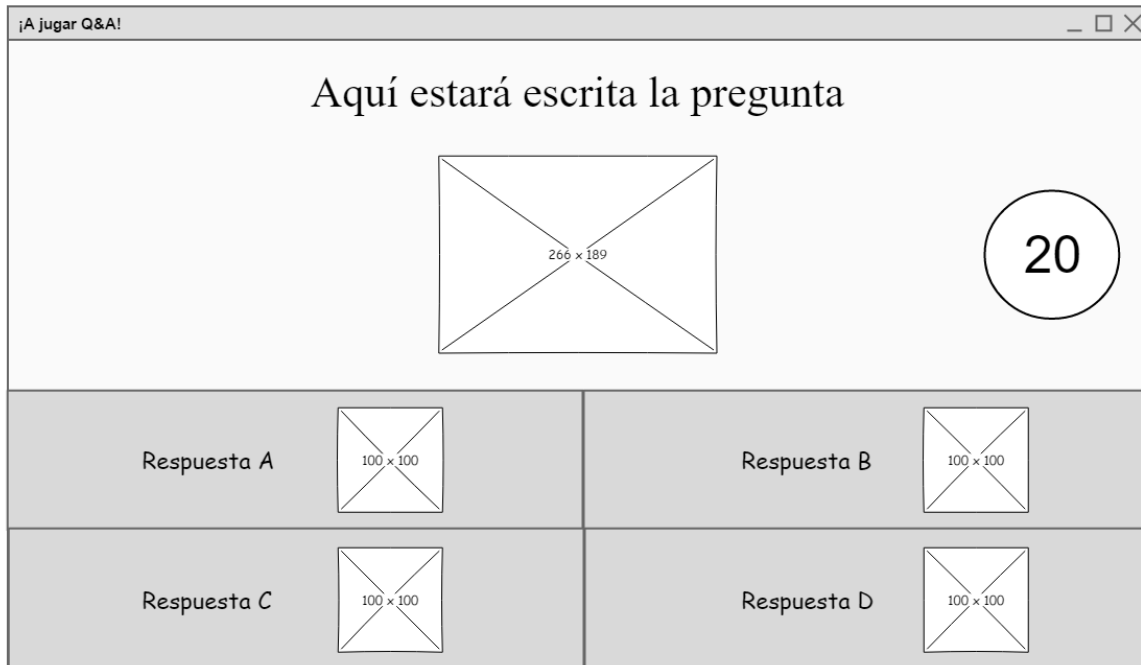 ¡A jugar Q&A!
Aquí estará escrita la pregunta
266 x 189
20
Respuesta A
100 x 100
Respuesta B
100 x 100
Respuesta C
100 x 100
Respuesta D
100 x 100